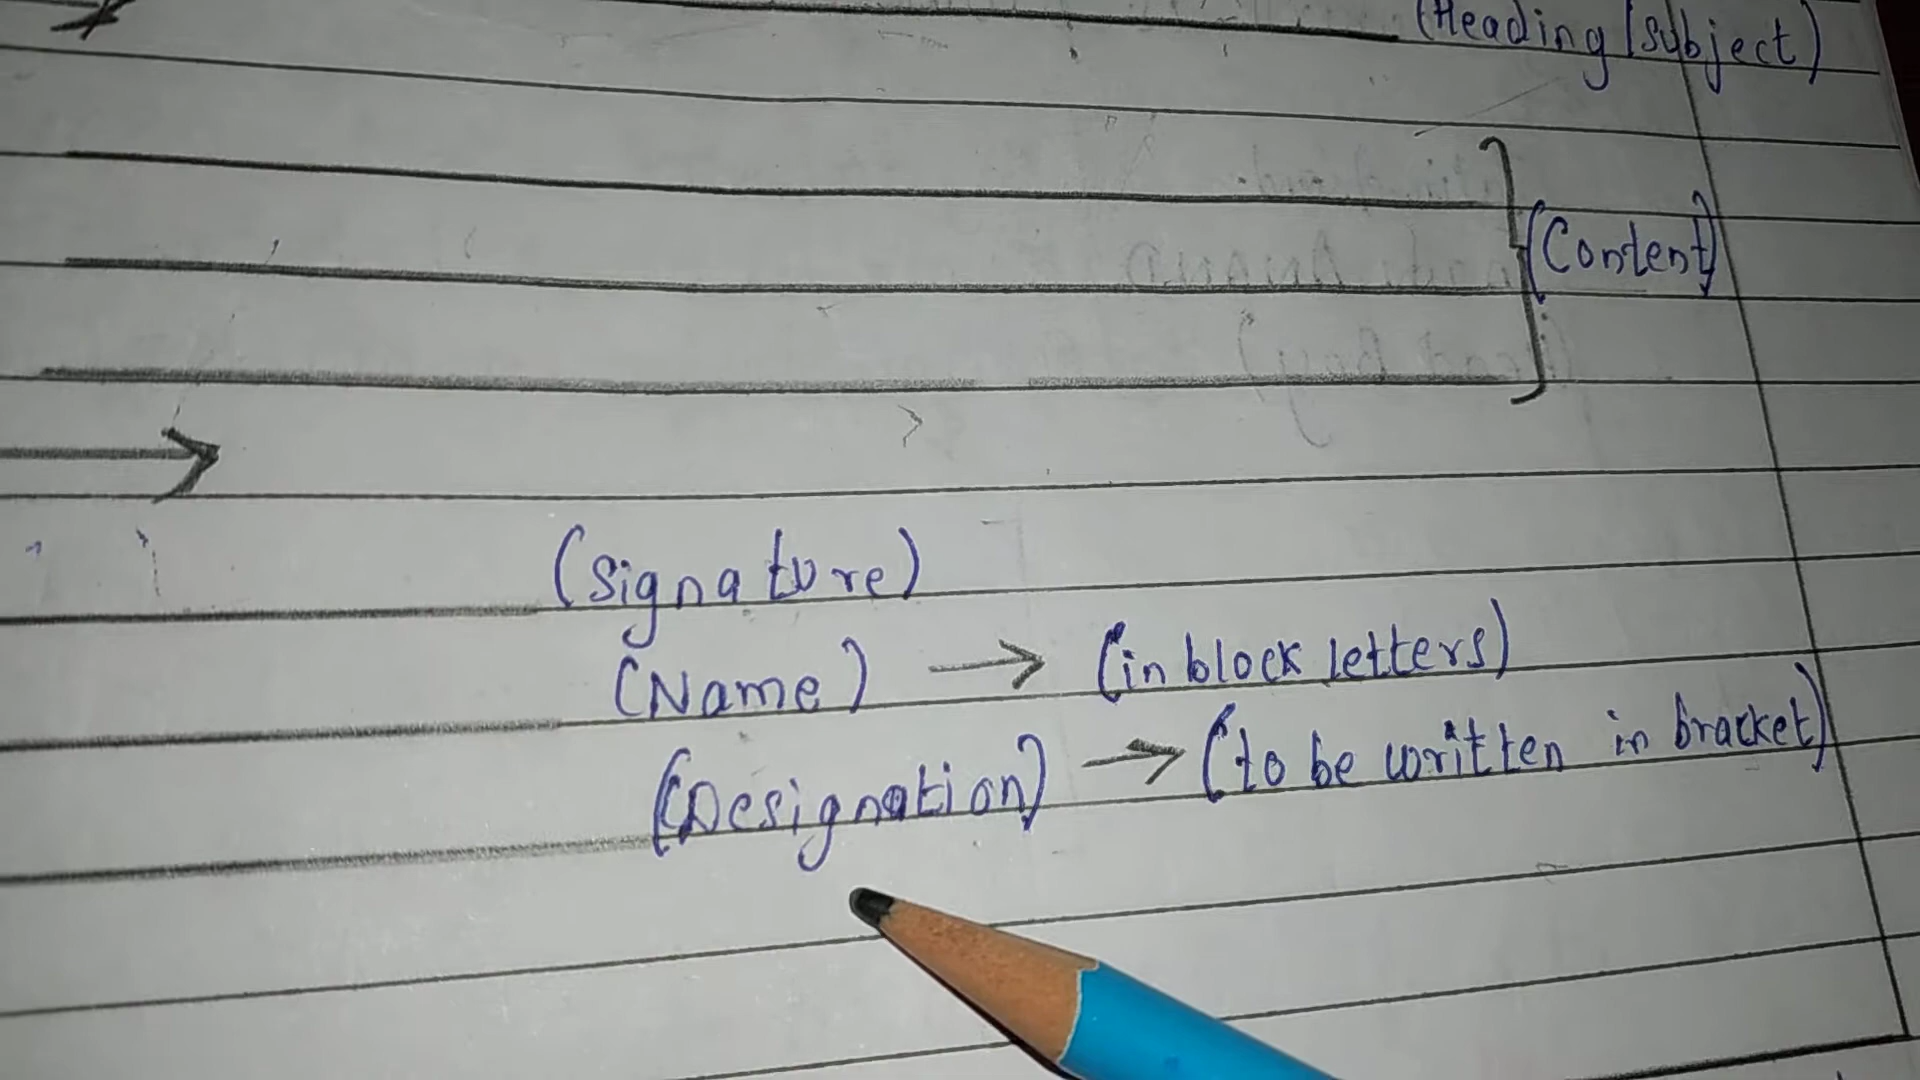 (Heading/Subject)
(Content)
(Signature)
(Name) → (in block letters)
(Designation) → (to be written in bracket)